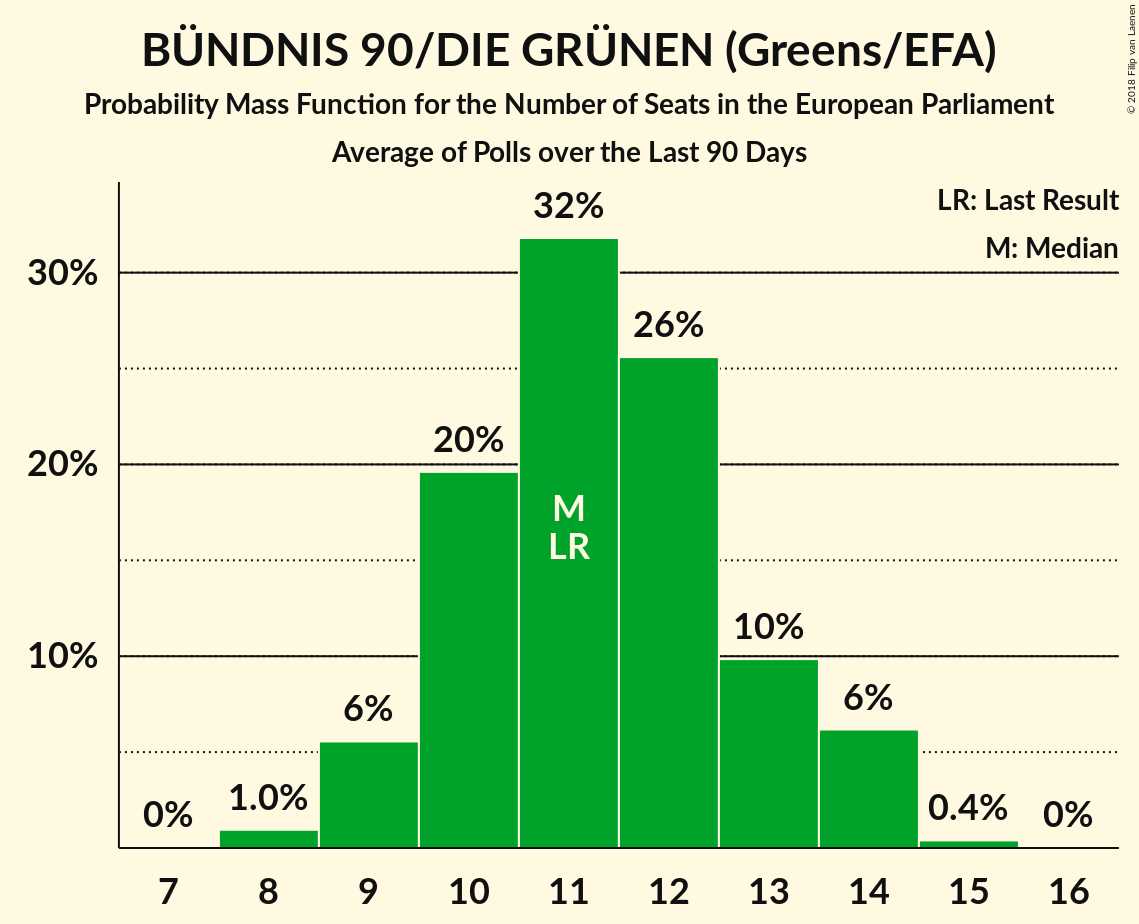 BÜNDNIS 90/DIE GRÜNEN (Greens/EFA)
Probability Mass Function for the Number of Seats in the European Parliament
Average of Polls over the Last 90 Days
© 2018 Filip van Laenen
LR: Last Result
M: Median
30%
20%
10%
0%
1.0%
6%
20%
32%
26%
10%
6%
0.4%
0%
M
LR
7 8 9 10 11 12 13 14 15 16